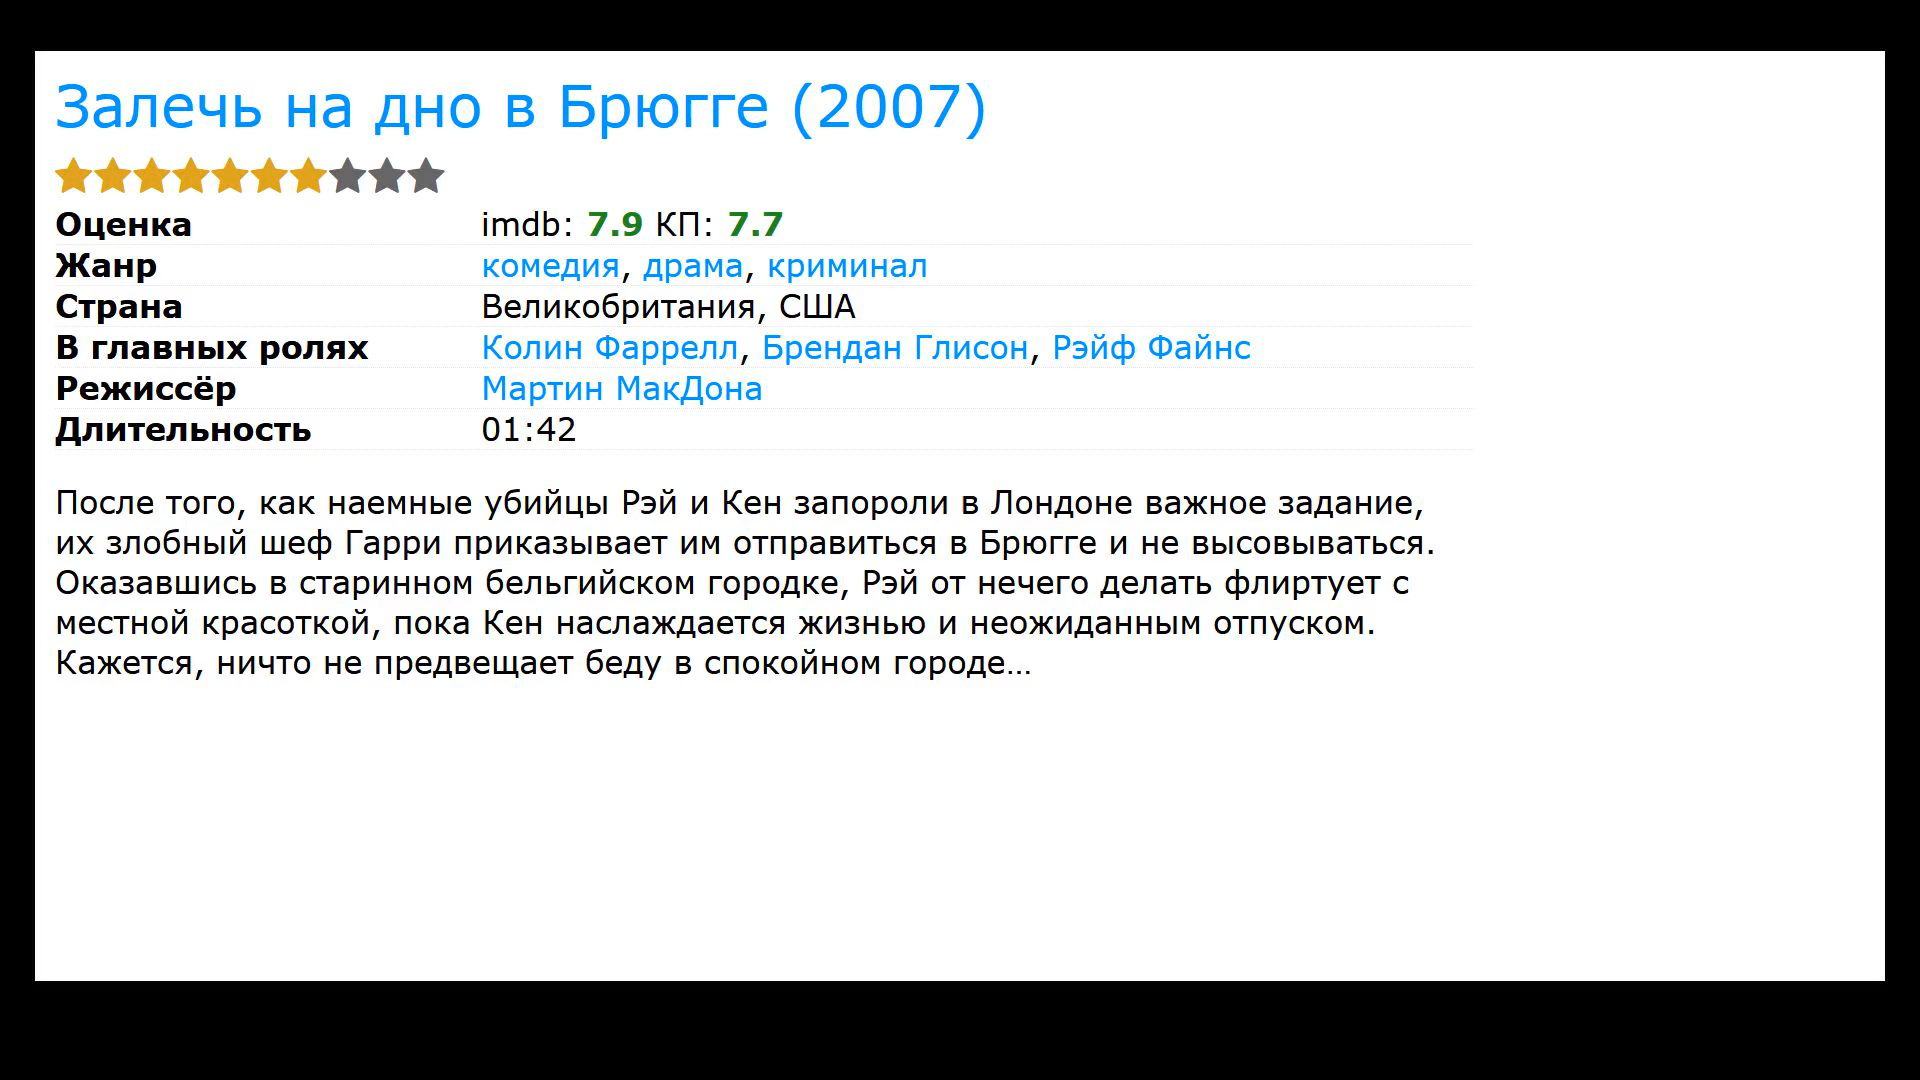 Залечь на дно в Брюгге (2007)
Оценка imdb: 7.9 КП: 7.7
Жанр комедия, драма, криминал
Страна Великобритания, США
В главных ролях Колин Фаррелл, Брендан Глисон, Рэйф Файнс
Режиссёр Мартин МакДона
Длительность 01:42
После того, как наемные убийцы Рэй и Кен запороли в Лондоне важное задание,
их злобный шеф Гарри приказывает им отправиться в Брюгге и не высовываться.
Оказавшись в старинном бельгийском городке, Рэй от нечего делать флиртует с
местной красоткой, пока Кен наслаждается жизнью и неожиданным отпуском.
Кажется, ничто не предвещает беду в спокойном городе…